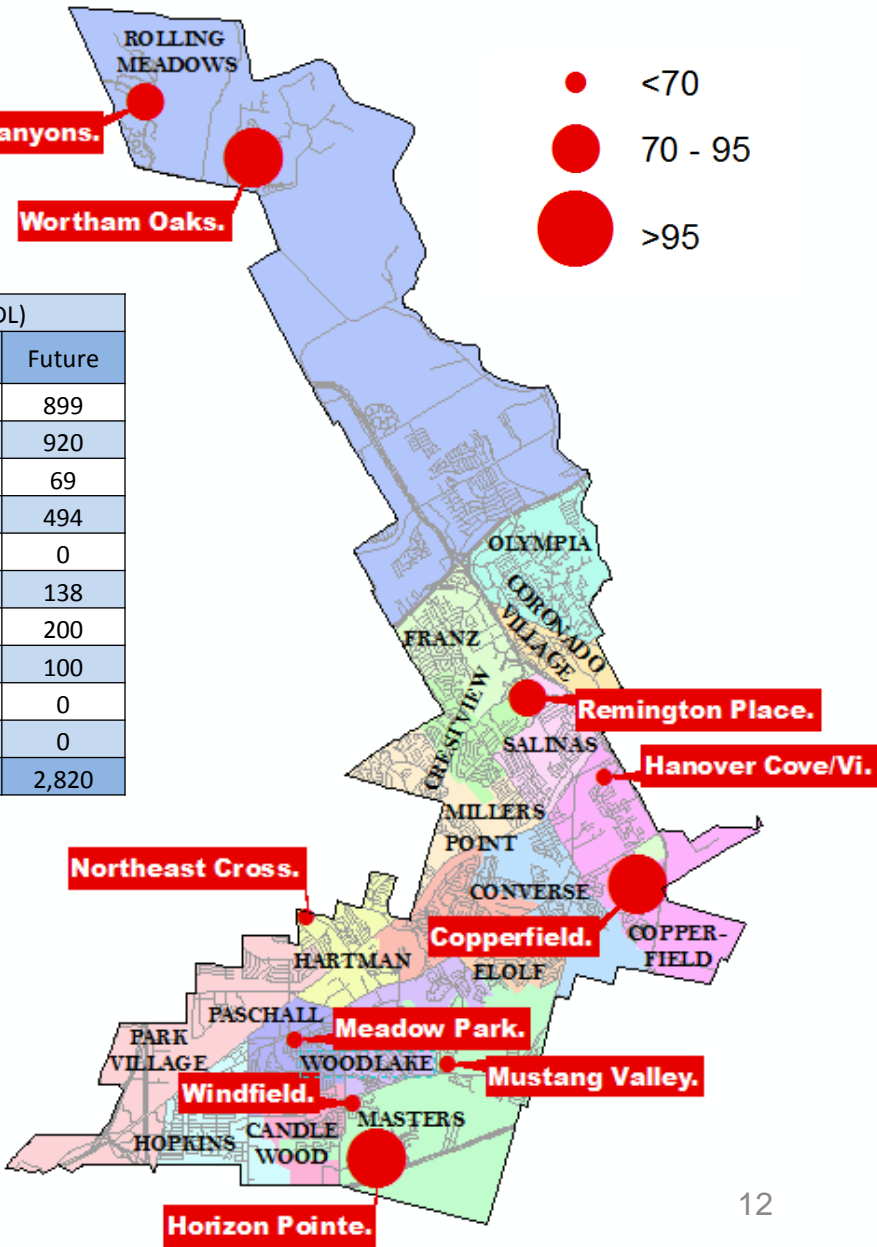 ROLLING
MEADOWS
<70
anyons.
70 - 95
Wortham Oaks.
>95
DL)
Future
899
920
69
494
0
138
200
100
0
0
2,820
OLYMPIA
CORONADO
VILLAGE
FRANZ
CRESTVIEW
Remington Place.
SALINAS
Hanover Cove/Vi.
MILLERS
POINT
Northeast Cross.
CONVERSE
Copperfield.
COPPER-
FIELD
HARTMAN
ELOLF
PASCHALL
Meadow Park.
PARK
VILLAGE
WOODLAKE
Mustang Valley.
Windfield.
MASTERS
HOPKINS
CANDLE
WOOD
Horizon Pointe.
12